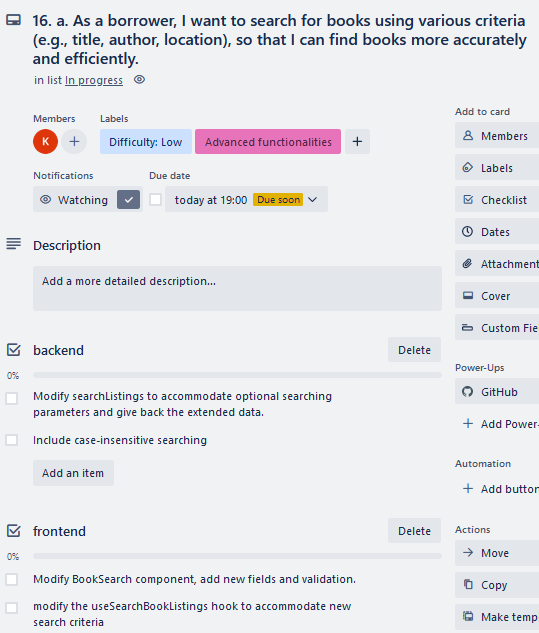 16. a. As a borrower, I want to search for books using various criteria
(e.g., title, author, location), so that I can find books more accurately
and efficiently.
in list In progress
Members
Labels
K
Difficulty: Low
Advanced functionalities
Notifications
Due date
Watching
today at 19:00
Due soon
Description
Add a more detailed description...
backend
Delete
0%
Modify searchListings to accommodate optional searching
parameters and give back the extended data.
Include case-insensitive searching
Add an item
frontend
Delete
0%
Modify BookSearch component, add new fields and validation.
modify the useSearchBookListings hook to accommodate new
search criteria
Add to card
Members
Labels
Checklist
Dates
Attachment
Cover
Custom Fie
Power-Ups
GitHub
Add Power-
Automation
Add button
Actions
Move
Copy
Make temp